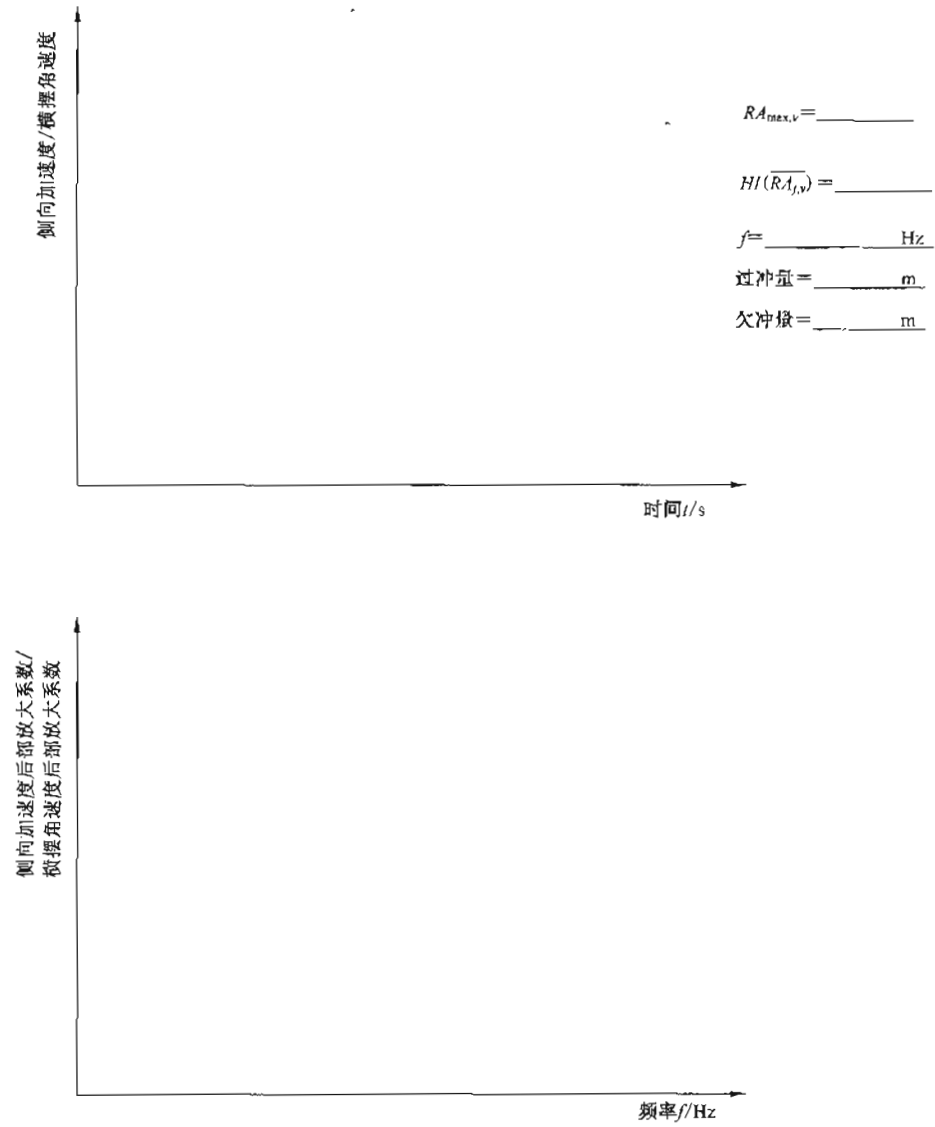 侧向加速度/横摆角速度
RAmax,v=
HI(RAf,v)=
f= Hz
过冲量= m
欠冲量= m
时间t/s
侧向加速度后部放大系数/
横摆角速度后部放大系数
频率f/Hz